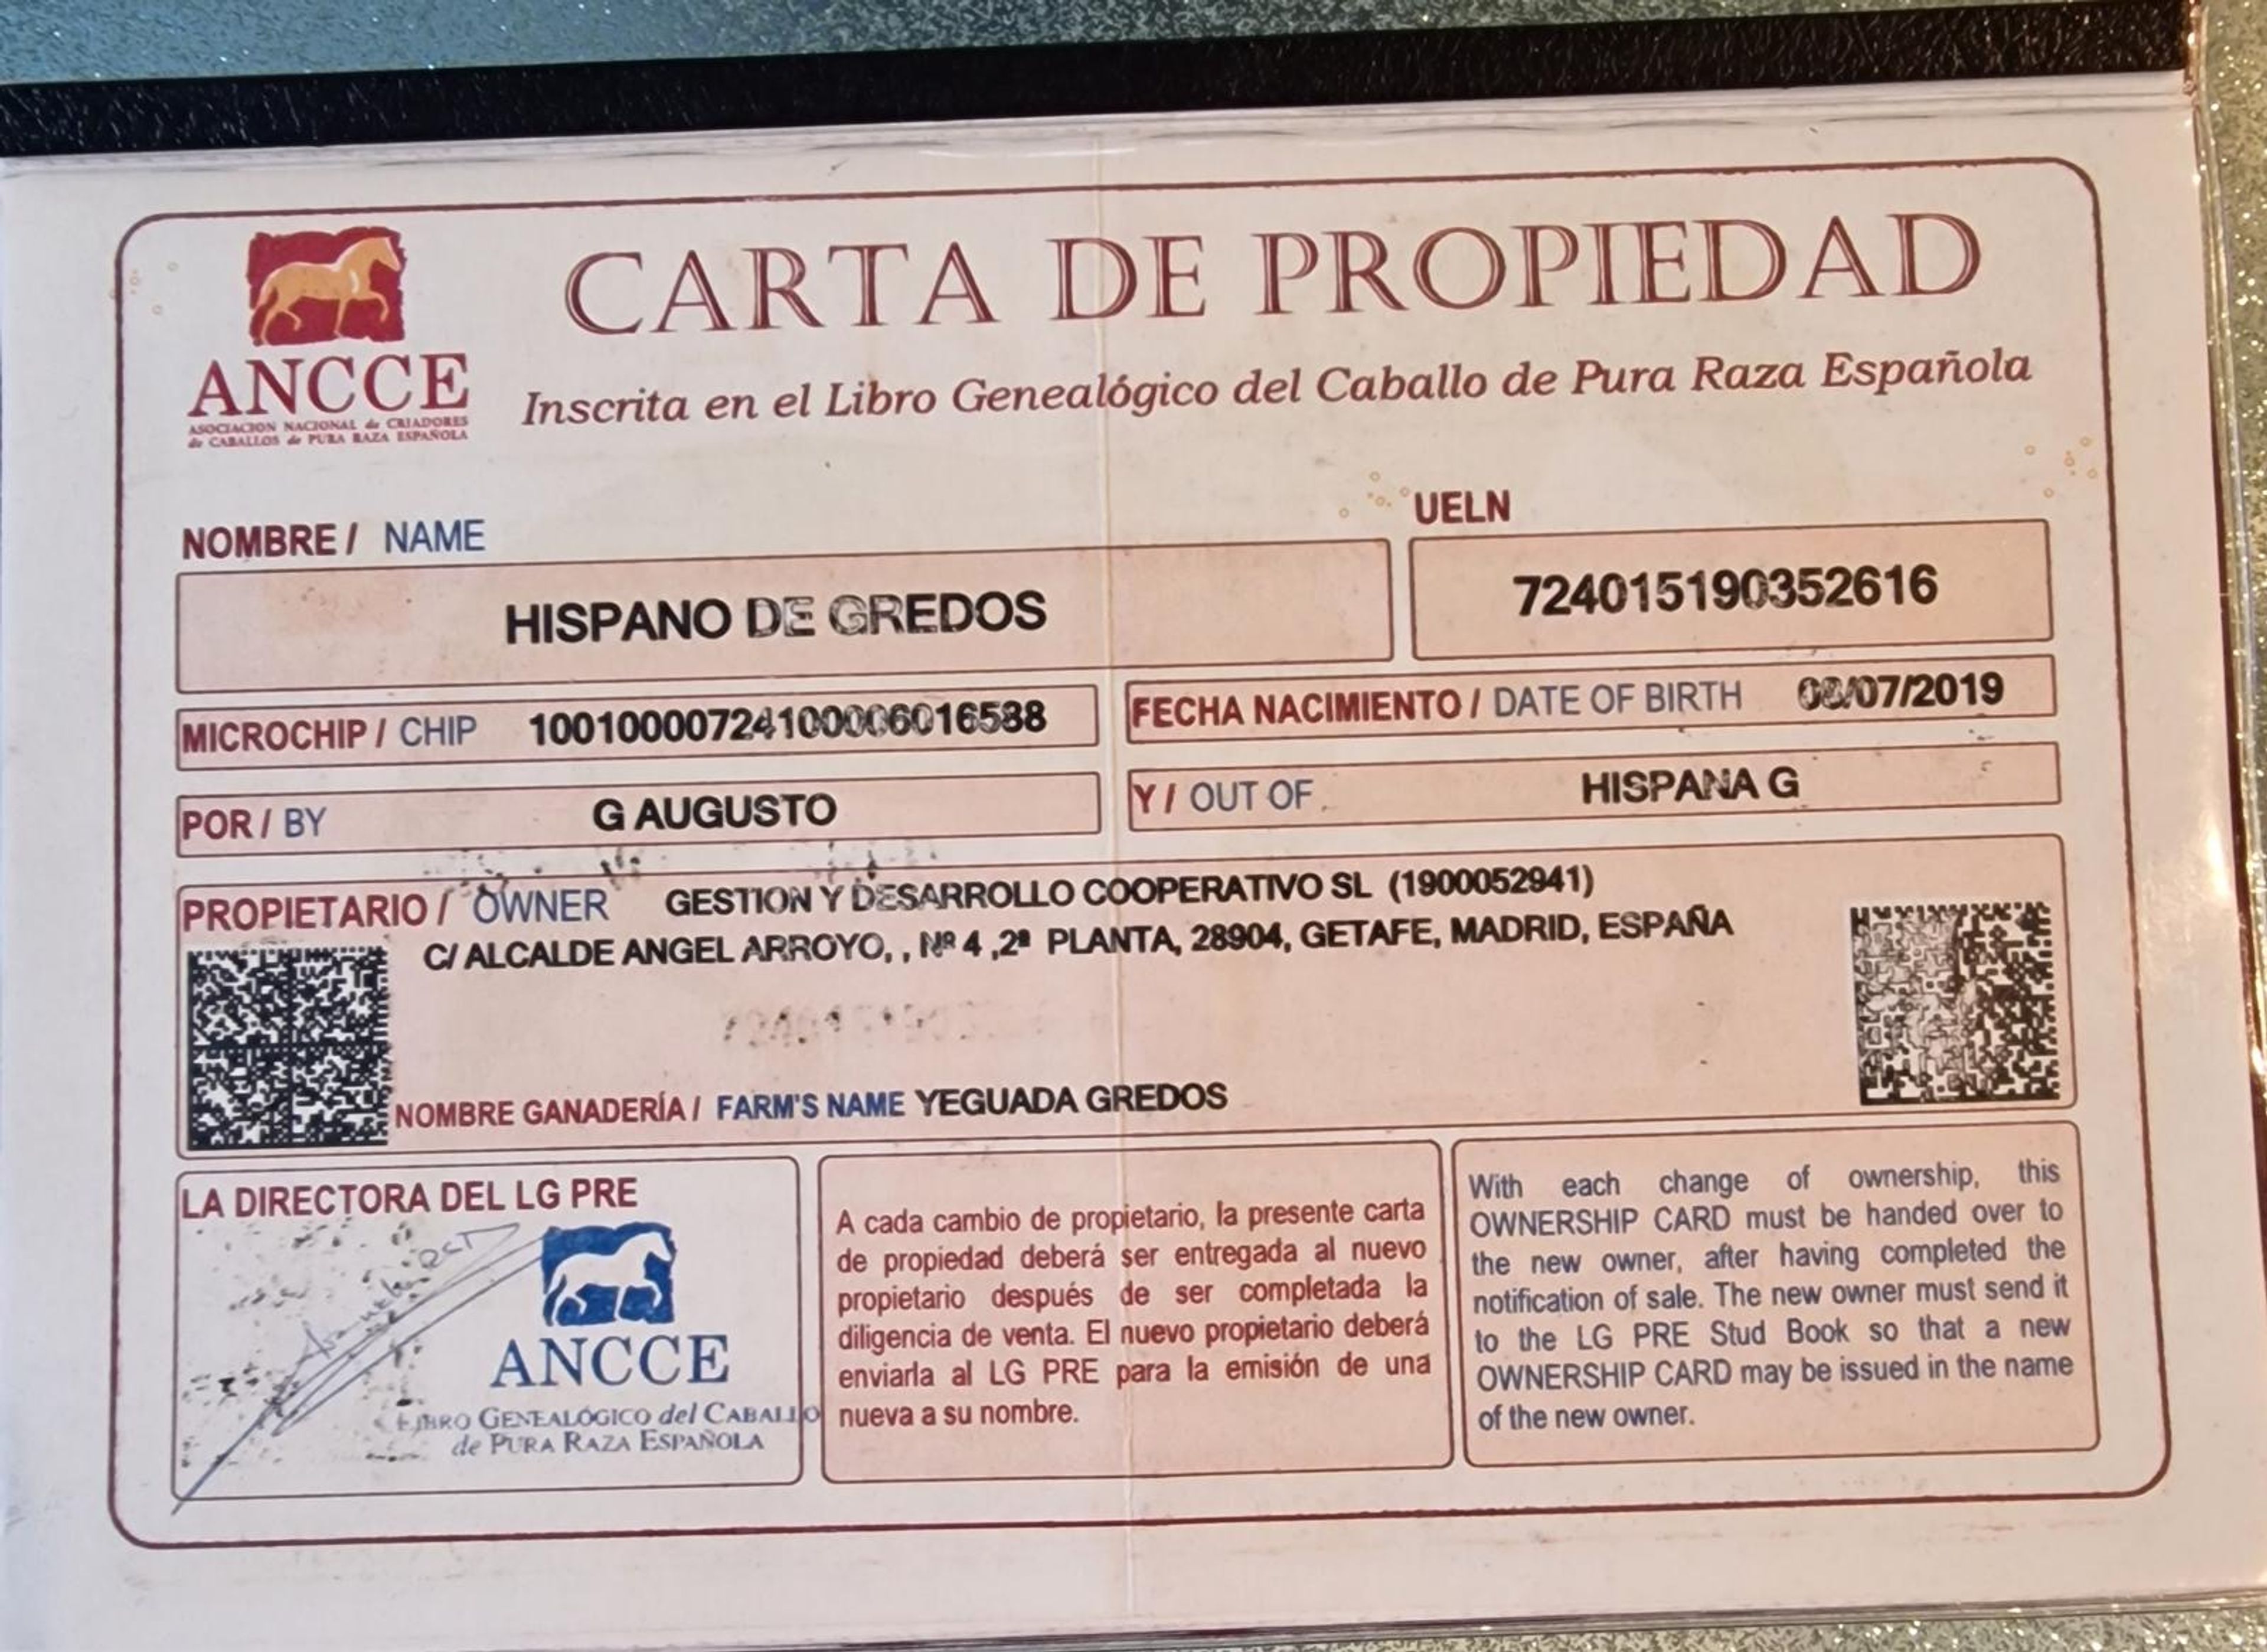 CARTA DE PROPIEDAD
ANCCE
ASOCIACION NACIONAL de CRIADORES
de CABALLOS de PURA RAZA ESPAÑOLA
Inscrita en el Libro Genealógico del Caballo de Pura Raza Española
NOMBRE / NAME
UELN
HISPANO DE GREDOS
724015190352616
MICROCHIP / CHIP 10010000724100006016588
FECHA NACIMIENTO / DATE OF BIRTH /07/2019
POR / BY G AUGUSTO
Y / OUT OF HISPANA G
PROPIETARIO / OWNER GESTION Y DESARROLLO COOPERATIVO SL (1900052941)
C/ ALCALDE ANGEL ARROYO, , Nº 4 ,2ª PLANTA, 28904, GETAFE, MADRID, ESPAÑA
NOMBRE GANADERÍA / FARM'S NAME YEGUADA GREDOS
LA DIRECTORA DEL LG PRE
ANCCE
LIBRO GENEALÓGICO del CABALLO
de PURA RAZA ESPAÑOLA
A cada cambio de propietario, la presente carta
de propiedad deberá ser entregada al nuevo
propietario después de ser completada la
diligencia de venta. El nuevo propietario deberá
enviarla al LG PRE para la emisión de una
nueva a su nombre.
With each change of ownership, this
OWNERSHIP CARD must be handed over to
the new owner, after having completed the
notification of sale. The new owner must send it
to the LG PRE Stud Book so that a new
OWNERSHIP CARD may be issued in the name
of the new owner.